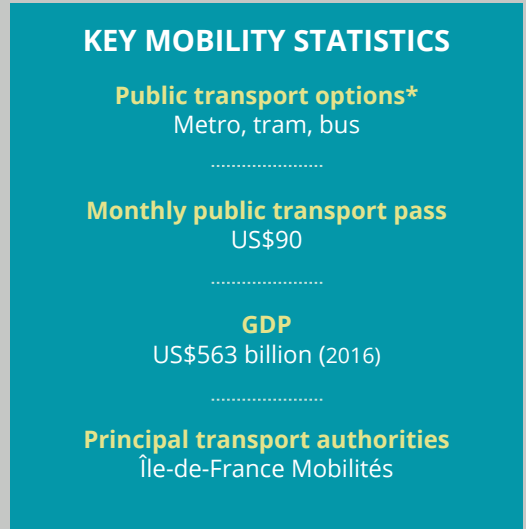 KEY MOBILITY STATISTICS
Public transport options*
Metro, tram, bus
Monthly public transport pass
US$90
GDP
US$563 billion (2016)
Principal transport authorities
Île-de-France Mobilités